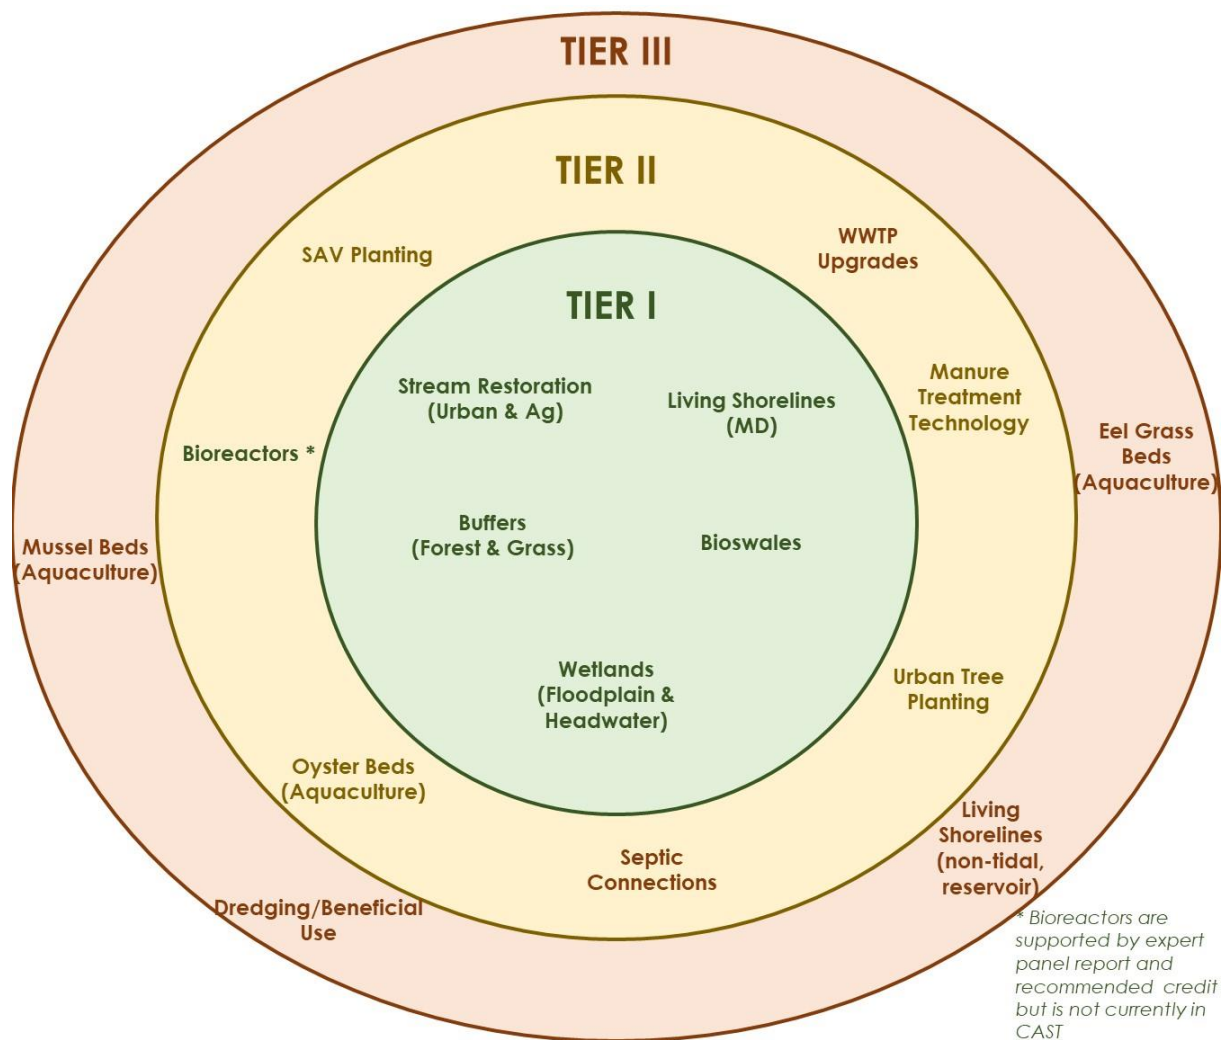 TIER III
TIER II
WWTP
Upgrades
SAV Planting
TIER I
Manure
Treatment
Technology
Stream Restoration
(Urban & Ag)
Living Shorelines
(MD)
Eel Grass
Beds
(Aquaculture)
Bioreactors *
Buffers
(Forest & Grass)
Bioswales
Mussel Beds
(Aquaculture)
Wetlands
(Floodplain &
Headwater)
Urban Tree
Planting
Oyster Beds
(Aquaculture)
Living
Shorelines
(non-tidal,
reservoir)
Septic
Connections
Dredging/Beneficial
Use
* Bioreactors are
supported by expert
panel report and
recommended credit
but is not currently in
CAST